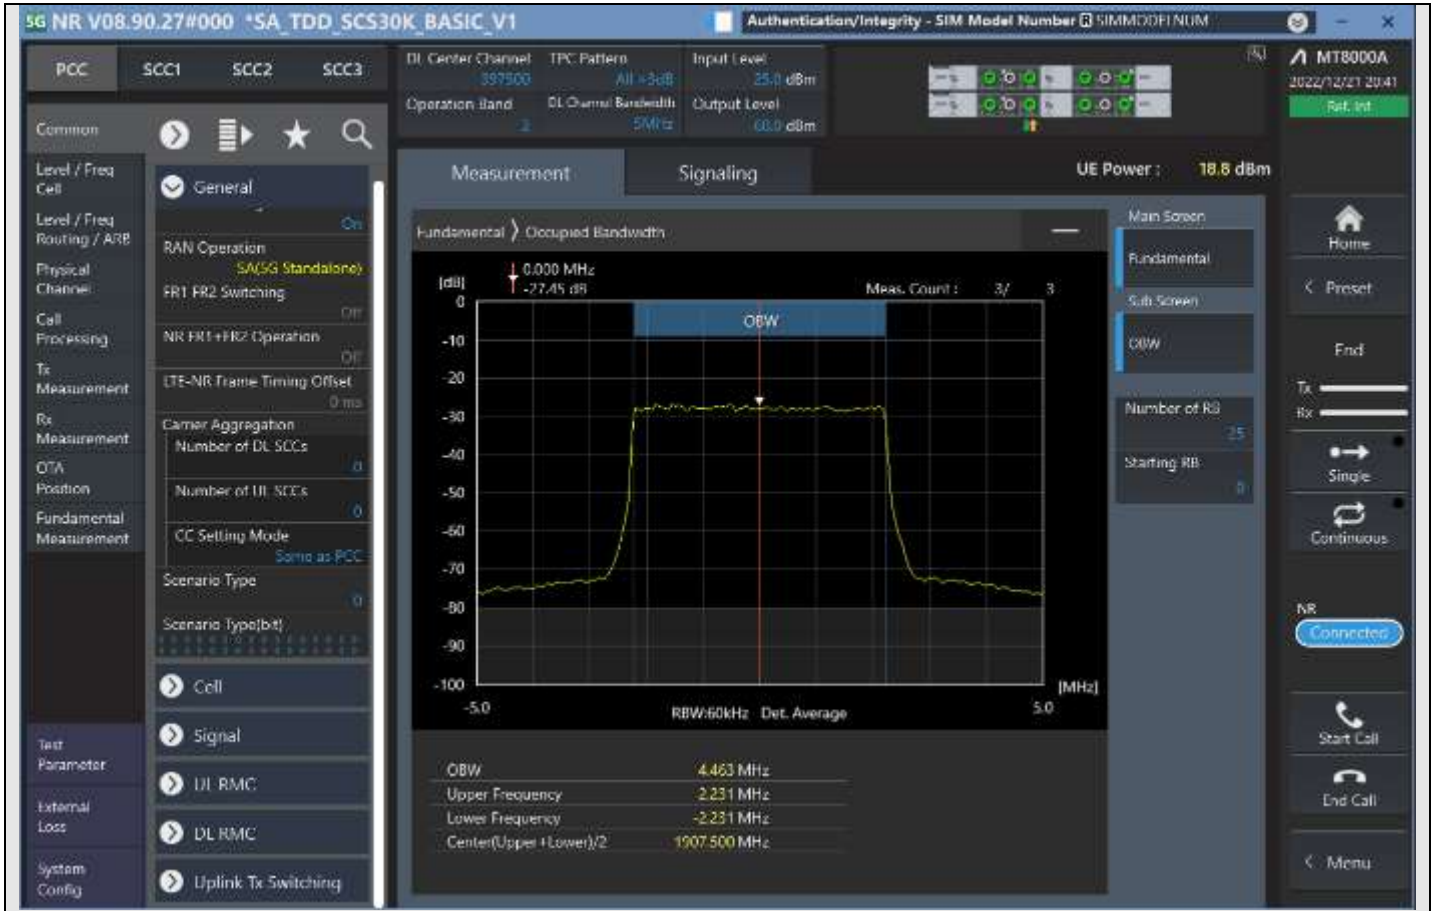 5G NR V08.90.27#000 *SA_TDD_SCS30K_BASIC_V1
Authentication/Integrity - SIM Model Number R SIMMODELNUM
PCC SCC1 SCC2 SCC3
DL Center Channel
397500
TPC Pattern
All +3dB
Input Level
25.0 dBm
Operation Band
2
DL Channel Bandwidth
5MHz
Output Level
-60.0 dBm
MT8000A
2022/12/21 20:41
Ref. Int
Common
Level / Freq
Cell
Level / Freq
Routing / ARB
Physical
Channel
Call
Processing
Tx
Measurement
Rx
Measurement
OTA
Position
Fundamental
Measurement
Test
Parameter
External
Loss
System
Config
General
On
RAN Operation
SA(5G Standalone)
FR1 FR2 Switching
Off
NR FR1+FR2 Operation
Off
LTE-NR Frame Timing Offset
0 ms
Carrier Aggregation
Number of DL SCCs
0
Number of UL SCCs
0
CC Setting Mode
Same as PCC
Scenario Type
0
Scenario Type(bit)
Cell
Signal
UL RMC
DL RMC
Uplink Tx Switching
Measurement
Signaling
UE Power : 18.8 dBm
Fundamental > Occupied Bandwidth
[dB]
0.000 MHz
-27.45 dB
Meas. Count : 3/ 3
OBW
0
-10
-20
-30
-40
-50
-60
-70
-80
-90
-100
[MHz]
-5.0
RBW:60kHz Det. Average
5.0
OBW 4.463 MHz
Upper Frequency 2.231 MHz
Lower Frequency -2.231 MHz
Center(Upper+Lower)/2 1907.500 MHz
Main Screen
Fundamental
Sub Screen
OBW
Number of RB
25
Starting RB
0
Home
< Preset
End
Tx
Rx
Single
Continuous
NR
Connected
Start Call
End Call
< Menu